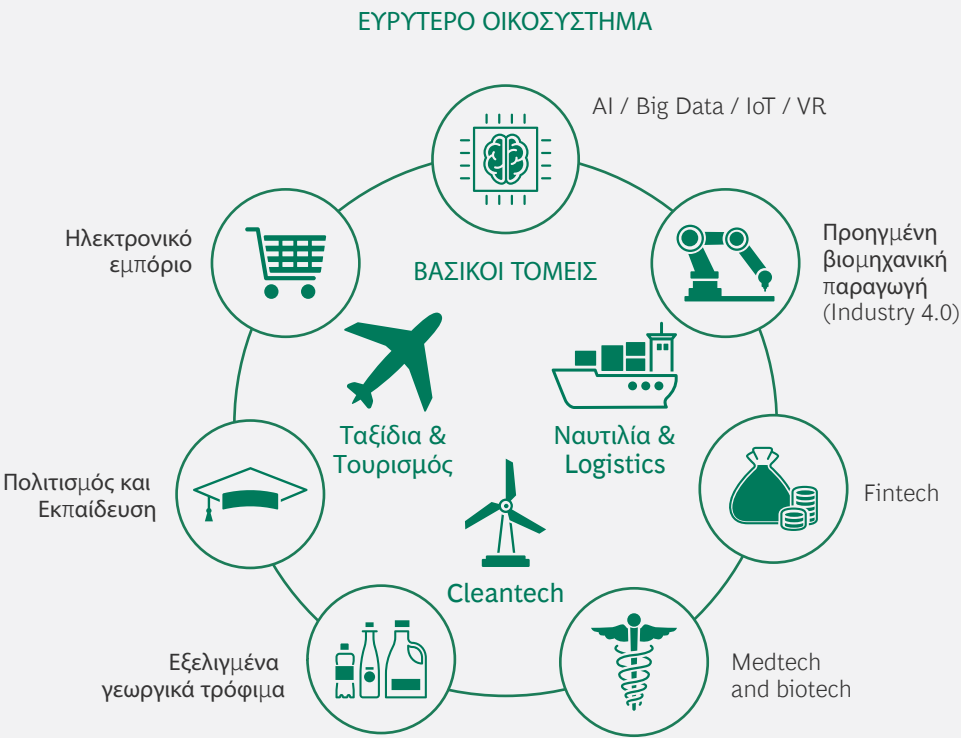 ΕΥΡΥΤΕΡΟ ΟΙΚΟΣΥΣΤΗΜΑ
AI / Big Data / IoT / VR
Ηλεκτρονικό
εμπόριο
Προηγμένη
βιομηχανική
παραγωγή
(Industry 4.0)
ΒΑΣΙΚΟΙ ΤΟΜΕΙΣ
Ταξίδια &
Τουρισμός
Ναυτιλία &
Logistics
Πολιτισμός και
Εκπαίδευση
Fintech
Cleantech
Εξελιγμένα
γεωργικά τρόφιμα
Medtech
and biotech